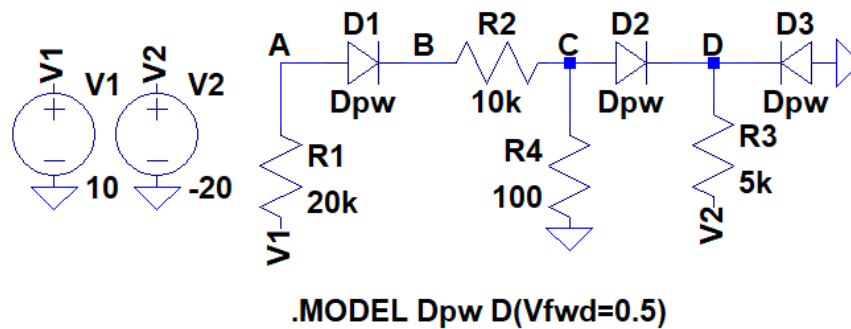 V1
V1
10
V2
V2
-20
A
R1
20k
V1
D1
Dpw
B
R2
10k
C
R4
100
D2
Dpw
D
R3
5k
V2
D3
Dpw
.MODEL Dpw D(Vfwd=0.5)